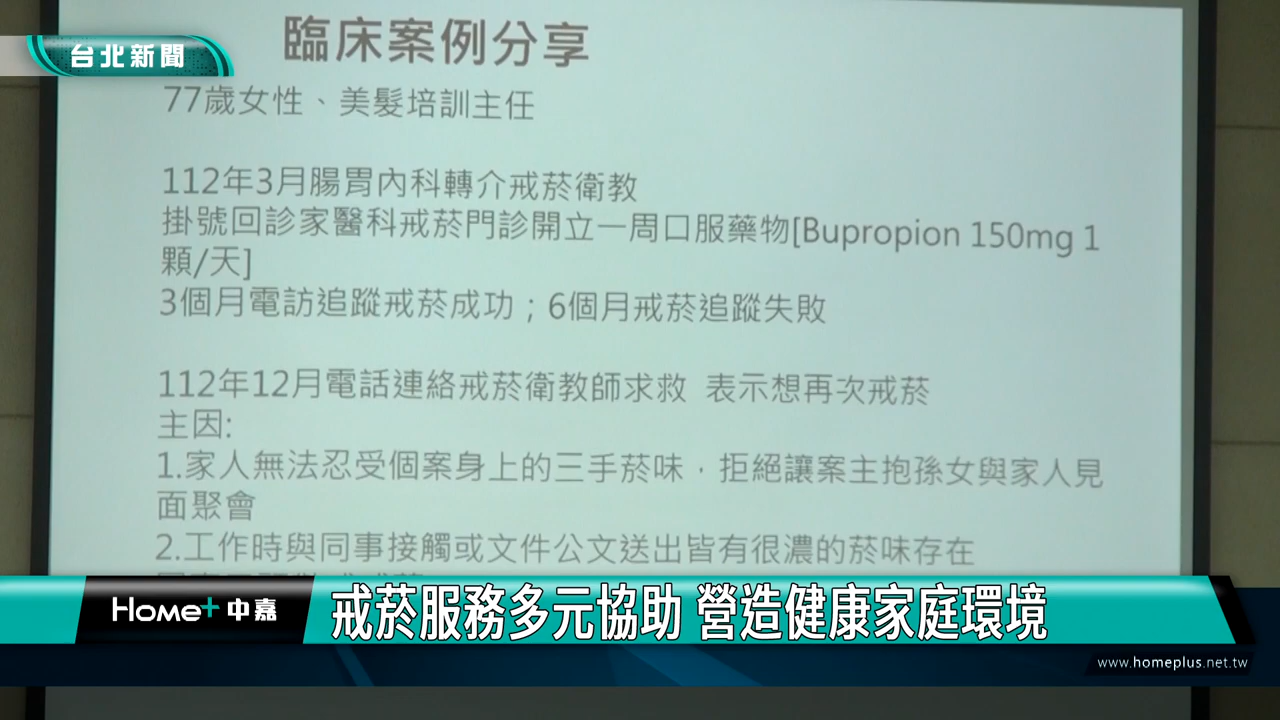 臨床案例分享
台北新聞
77歲女性、美髮培訓主任
112年3月腸胃內科轉介戒菸衛教
掛號回診家醫科戒菸門診開立一周口服藥物[Bupropion 150mg 1
顆/天]
3個月電訪追蹤戒菸成功；6個月戒菸追蹤失敗
112年12月電話連絡戒菸衛教師求救 表示想再次戒菸
主因:
1.家人無法忍受個案身上的三手菸味，拒絕讓案主抱孫女與家人見
面聚會
2.工作時與同事接觸或文件公文送出皆有很濃的菸味存在
Home+中嘉
戒菸服務多元協助 營造健康家庭環境
www.homeplus.net.tw